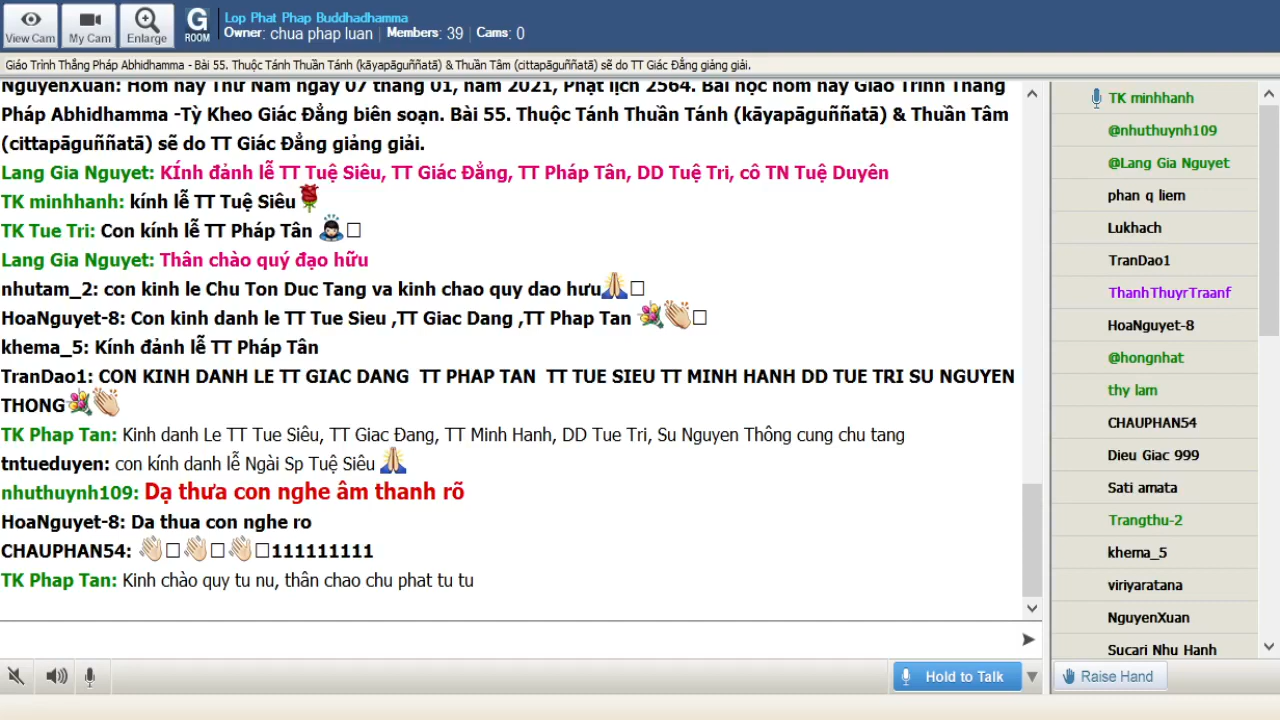 View Cam
My Cam
Enlarge
G
ROOM
Lop Phat Phap Buddhadhamma
Owner: chua phap luan Members: 39 Cams: 0
Giáo Trình Thắng Pháp Abhidhamma - Bài 55. Thuộc Tánh Thuần Tánh (kāyapāguññatā) & Thuần Tâm (cittapāguññatā) sẽ do TT Giác Đẳng giảng giải.
NguyenXuan: Hôm nay Thứ Năm ngày 07 tháng 01, năm 2021, Phật lịch 2564. Bài học hôm nay Giáo Trình Thắng
Pháp Abhidhamma -Tỳ Kheo Giác Đẳng biên soạn. Bài 55. Thuộc Tánh Thuần Tánh (kāyapāguññatā) & Thuần Tâm
(cittapāguññatā) sẽ do TT Giác Đẳng giảng giải.
Lang Gia Nguyet: KÍnh đảnh lễ TT Tuệ Siêu, TT Giác Đẳng, TT Pháp Tân, DD Tuệ Tri, cô TN Tuệ Duyên
TK minhhanh: kính lễ TT Tuệ Siêu
TK Tue Tri: Con kính lễ TT Pháp Tân
Lang Gia Nguyet: Thân chào quý đạo hữu
nhutam_2: con kinh le Chu Ton Duc Tang va kinh chao quy dao hưu
HoaNguyet-8: Con kinh danh le TT Tue Sieu ,TT Giac Dang ,TT Phap Tan
khema_5: Kính đảnh lễ TT Pháp Tân
TranDao1: CON KINH DANH LE TT GIAC DANG TT PHAP TAN TT TUE SIEU TT MINH HANH DD TUE TRI SU NGUYEN
THONG
TK Phap Tan: Kinh danh Le TT Tue Siêu, TT Giac Đang, TT Minh Hanh, DD Tue Tri, Su Nguyen Thông cung chu tang
tntueduyen: con kính danh lễ Ngài Sp Tuệ Siêu
nhuthuynh109: Dạ thưa con nghe âm thanh rõ
HoaNguyet-8: Da thua con nghe ro
CHAUPHAN54: 111111111
TK Phap Tan: Kinh chào quy tu nu, thân chao chu phat tu tu
Hold to Talk
TK minhhanh
@nhuthuynh109
@Lang Gia Nguyet
phan q liem
Lukhach
TranDao1
ThanhThuyrTraanf
HoaNguyet-8
@hongnhat
thy lam
CHAUPHAN54
Dieu Giac 999
Sati amata
Trangthu-2
khema_5
viriyaratana
NguyenXuan
Sucari Nhu Hanh
Raise Hand